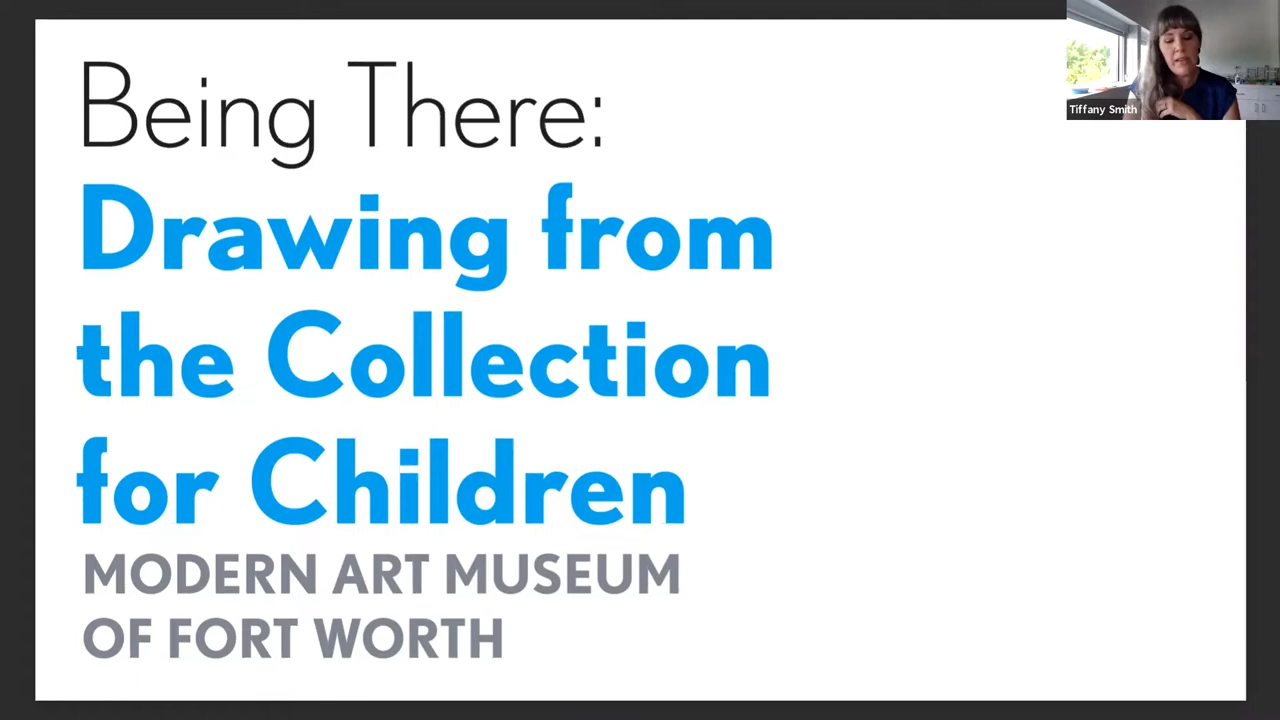 Being There:
Drawing from
the Collection
for Children
MODERN ART MUSEUM
OF FORT WORTH
Tiffany Smith